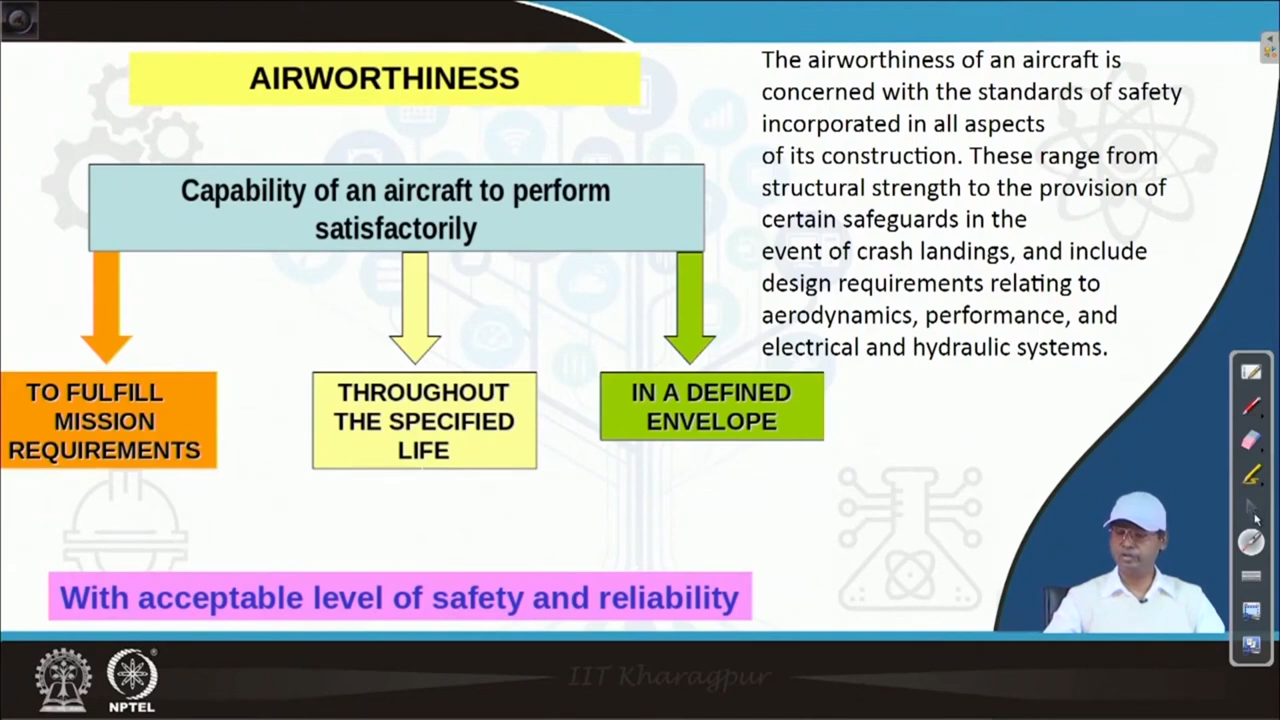 AIRWORTHINESS
Capability of an aircraft to perform
satisfactorily
TO FULFILL
MISSION
REQUIREMENTS
THROUGHOUT
THE SPECIFIED
LIFE
IN A DEFINED
ENVELOPE
With acceptable level of safety and reliability
The airworthiness of an aircraft is
concerned with the standards of safety
incorporated in all aspects
of its construction. These range from
structural strength to the provision of
certain safeguards in the
event of crash landings, and include
design requirements relating to
aerodynamics, performance, and
electrical and hydraulic systems.
NPTEL
IIT Kharagpur